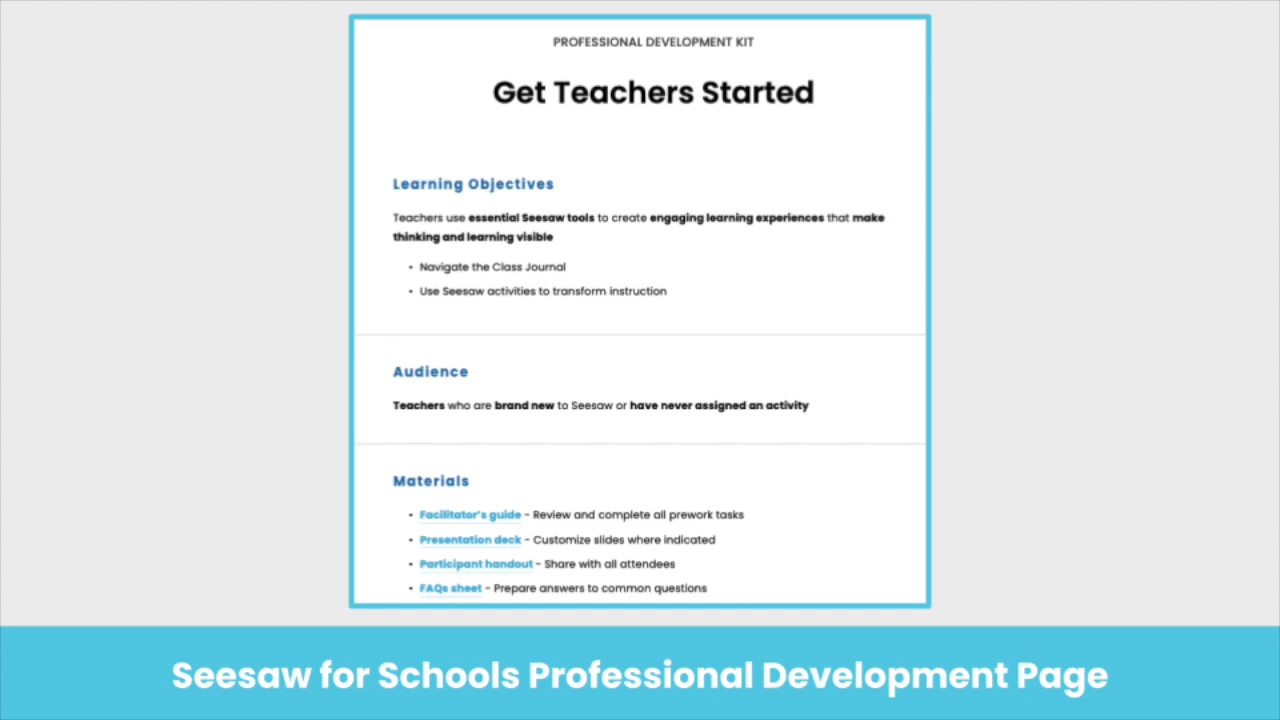 PROFESSIONAL DEVELOPMENT KIT
Get Teachers Started
Learning Objectives
Teachers use essential Seesaw tools to create engaging learning experiences that make
thinking and learning visible
• Navigate the Class Journal
• Use Seesaw activities to transform instruction
Audience
Teachers who are brand new to Seesaw or have never assigned an activity
Materials
• Facilitator's guide - Review and complete all prework tasks
• Presentation deck - Customize slides where indicated
• Participant handout - Share with all attendees
• FAQs sheet - Prepare answers to common questions
Seesaw for Schools Professional Development Page